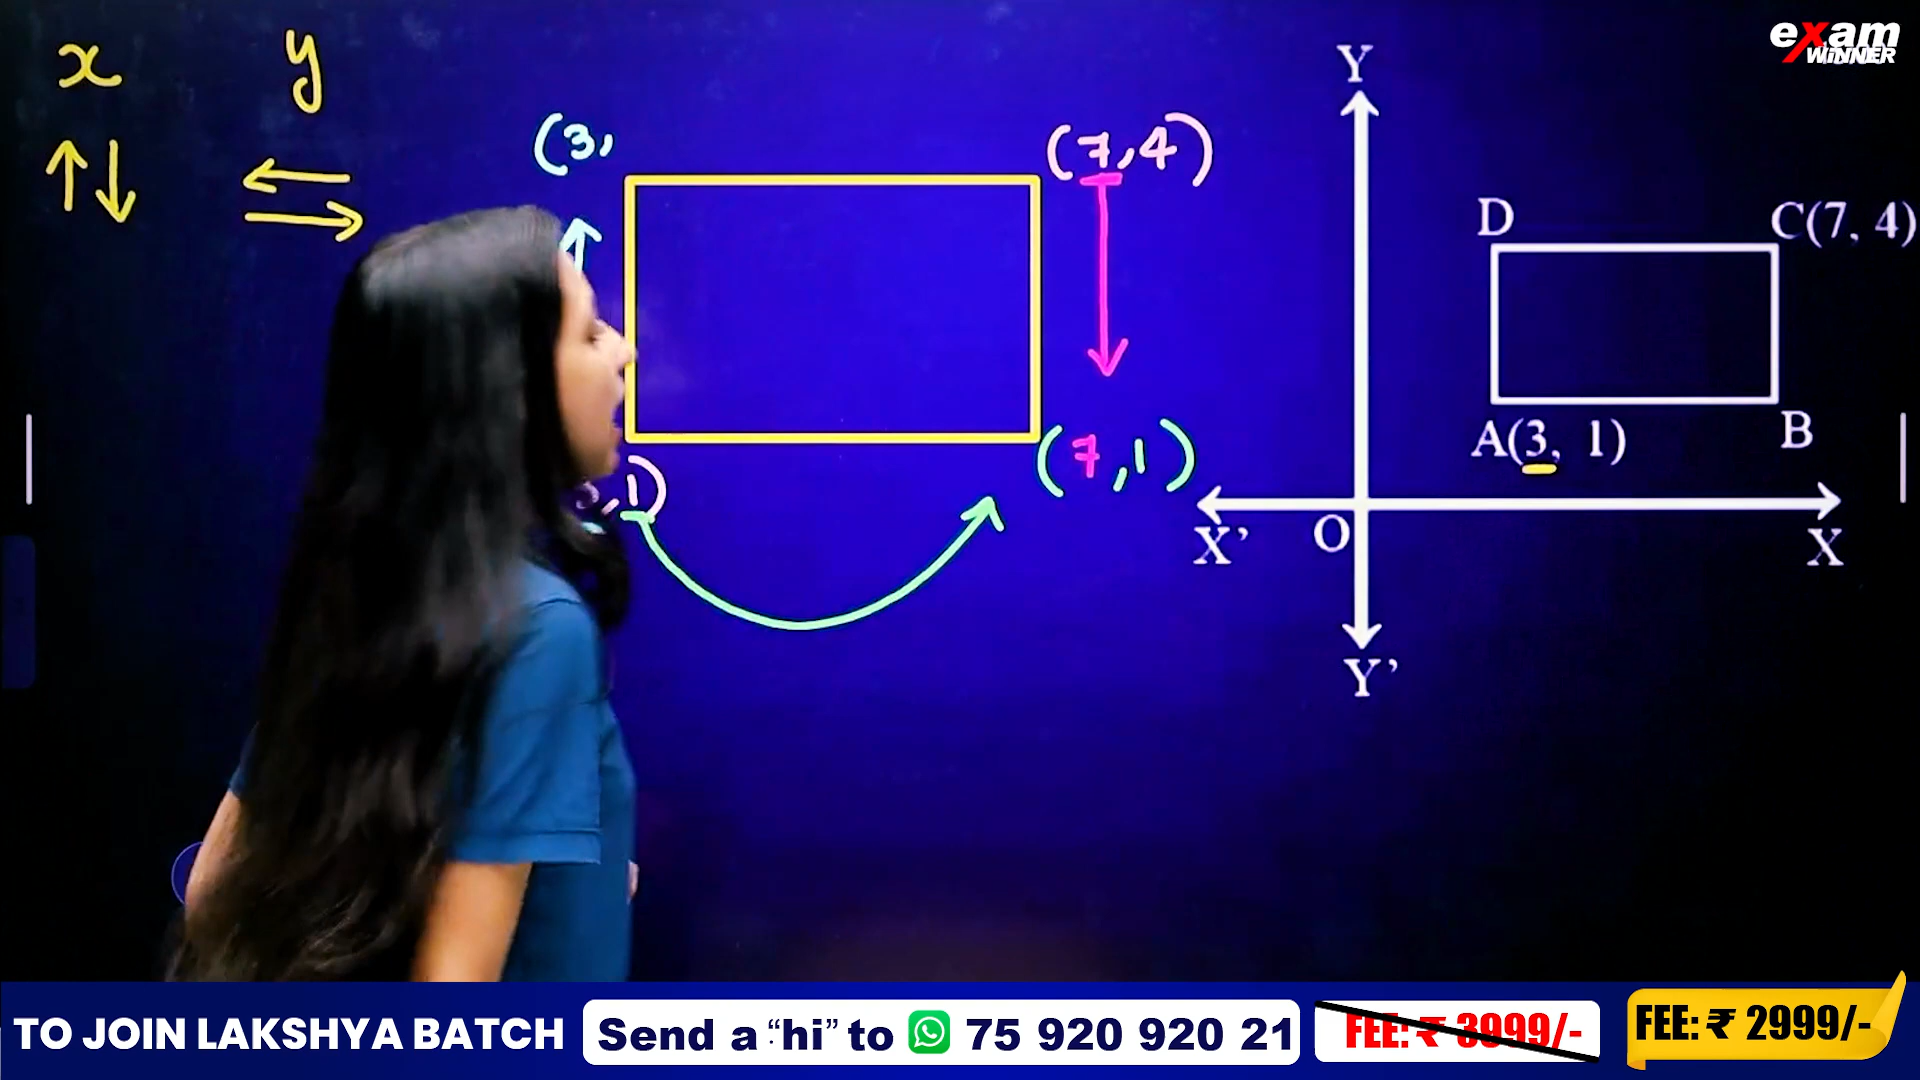 x y
exam
WiNNER
Y
(3,
(7,4)
D
C(7, 4)
A(3, 1)
B
,1)
(7,1)
X'
O
X
Y'
TO JOIN LAKSHYA BATCH
Send a “hi” to 75 920 920 21
FEE: ₹ 3999/-
FEE: ₹ 2999/-